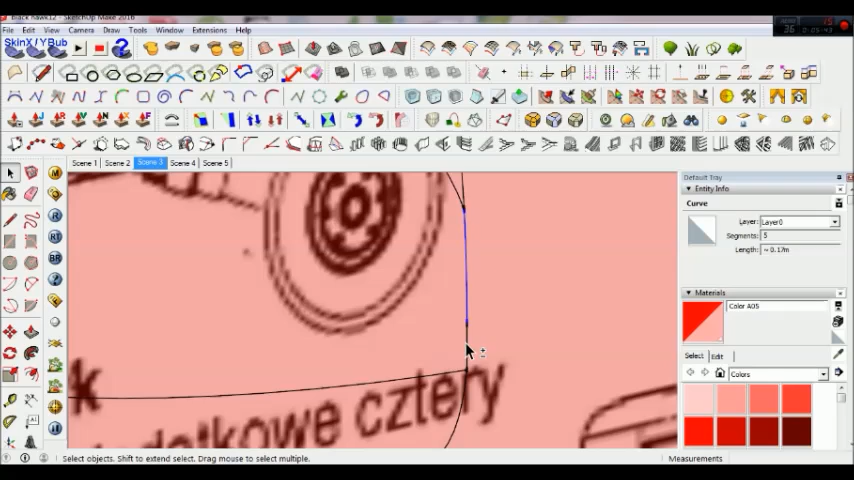 Black hawk12 - SketchUp Make 2016
File Edit View Camera Draw Tools Window Extensions Help
SkinX / YBub
Scene 1 Scene 2 Scene 3 Scene 4 Scene 5
Default Tray
Entity Info
Curve
Layer: Layer0
Segments: 5
Length: ~ 0.17m
Materials
Color A05
Select Edit
Colors
k
cztery
Select objects. Shift to extend select. Drag mouse to select multiple.
Measurements